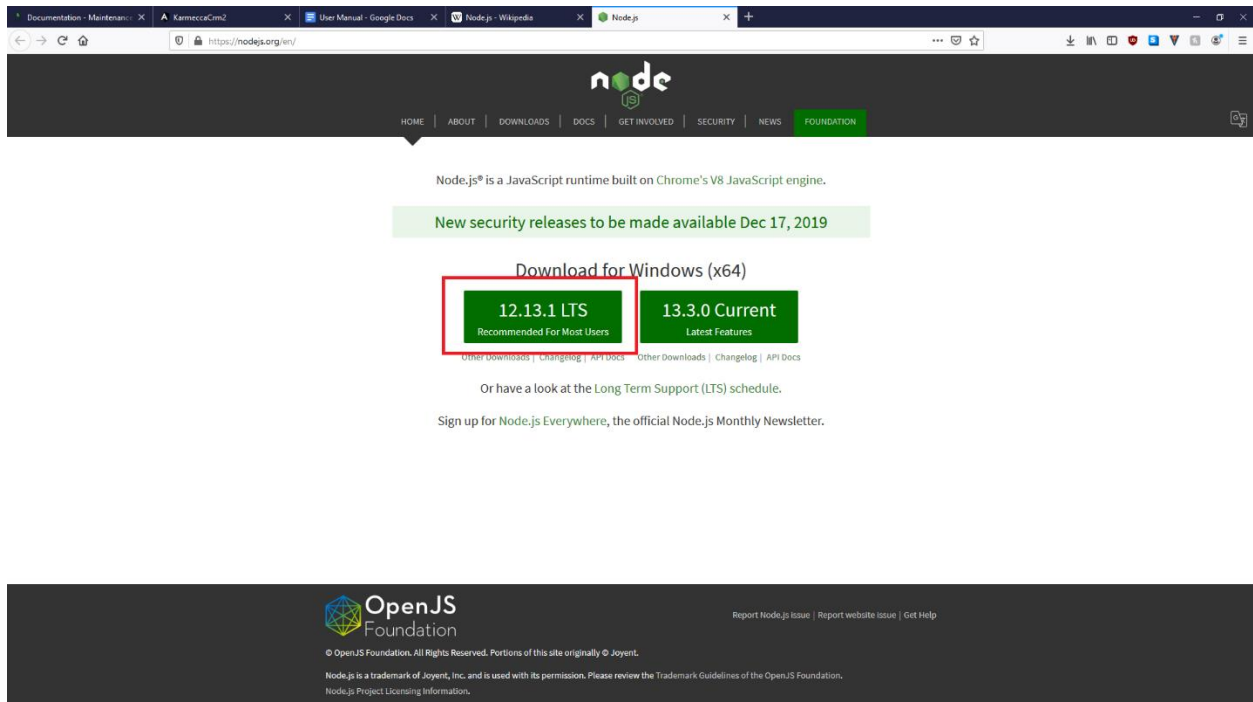 Documentation - Maintenance
KarmeccaCrm2
User Manual - Google Docs
Node.js - Wikipedia
Node.js
https://nodejs.org/en/
node
JS
HOME | ABOUT | DOWNLOADS | DOCS | GET INVOLVED | SECURITY | NEWS FOUNDATION
Node.js® is a JavaScript runtime built on Chrome's V8 JavaScript engine.
New security releases to be made available Dec 17, 2019
Download for Windows (x64)
12.13.1 LTS
Recommended For Most Users
13.3.0 Current
Latest Features
Other Downloads | Changelog | API Docs
Other Downloads | Changelog | API Docs
Or have a look at the Long Term Support (LTS) schedule.
Sign up for Node.js Everywhere, the official Node.js Monthly Newsletter.
OpenJS
Foundation
Report Node.js issue | Report website issue | Get Help
© OpenJS Foundation. All Rights Reserved. Portions of this site originally © Joyent.
Node.js is a trademark of Joyent, Inc. and is used with its permission. Please review the Trademark Guidelines of the OpenJS Foundation.
Node.js Project Licensing Information.